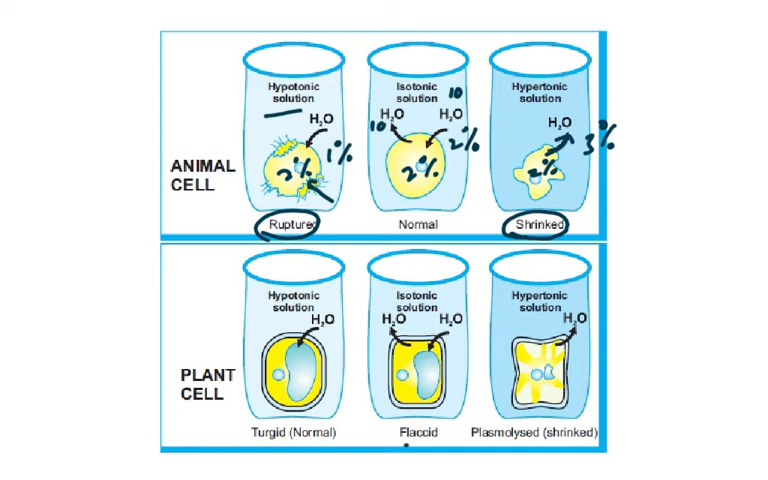 Hypotonic
solution
H₂O
1%
2%
Ruptured
Isotonic
solution
10
H₂O
H₂O
10
2%
2%
Normal
Hypertonic
solution
H₂O
3%
2%
Shrinked
ANIMAL
CELL
Hypotonic
solution
H₂O
Turgid (Normal)
Isotonic
solution
H₂O
H₂O
Flaccid
Hypertonic
solution
H₂O
Plasmolysed (shrinked)
PLANT
CELL